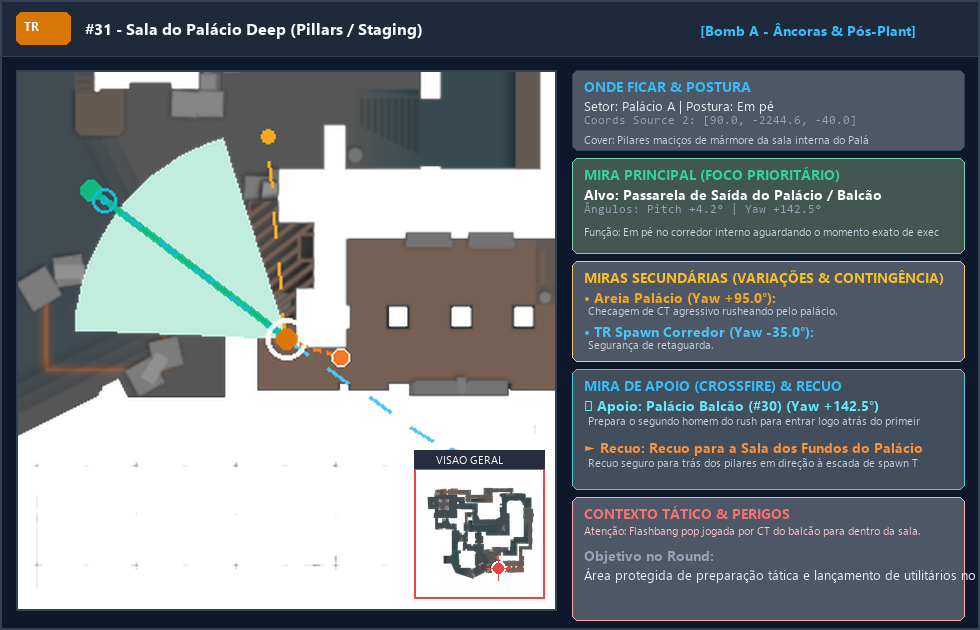 TR
#31 - Sala do Palácio Deep (Pillars / Staging)
[Bomb A - Âncoras & Pós-Plant]
VISAO GERAL
ONDE FICAR & POSTURA
Setor: Palácio A | Postura: Em pé
Coords Source 2: [90.0, -2244.6, -40.0]
Cover: Pilares maciços de mármore da sala interna do Palá
MIRA PRINCIPAL (FOCO PRIORITÁRIO)
Alvo: Passarela de Saída do Palácio / Balcão
Ângulos: Pitch +4.2° | Yaw +142.5°
Função: Em pé no corredor interno aguardando o momento exato de exec
MIRAS SECUNDÁRIAS (VARIAÇÕES & CONTINGÊNCIA)
• Areia Palácio (Yaw +95.0°):
Checagem de CT agressivo rusheando pelo palácio.
• TR Spawn Corredor (Yaw -35.0°):
Segurança de retaguarda.
MIRA DE APOIO (CROSSFIRE) & RECUO
▯ Apoio: Palácio Balcão (#30) (Yaw +142.5°)
Prepara o segundo homem do rush para entrar logo atrás do primeir
► Recuo: Recuo para a Sala dos Fundos do Palácio
Recuo seguro para trás dos pilares em direção à escada de spawn T
CONTEXTO TÁTICO & PERIGOS
Atenção: Flashbang pop jogada por CT do balcão para dentro da sala.
Objetivo no Round:
Área protegida de preparação tática e lançamento de utilitários no